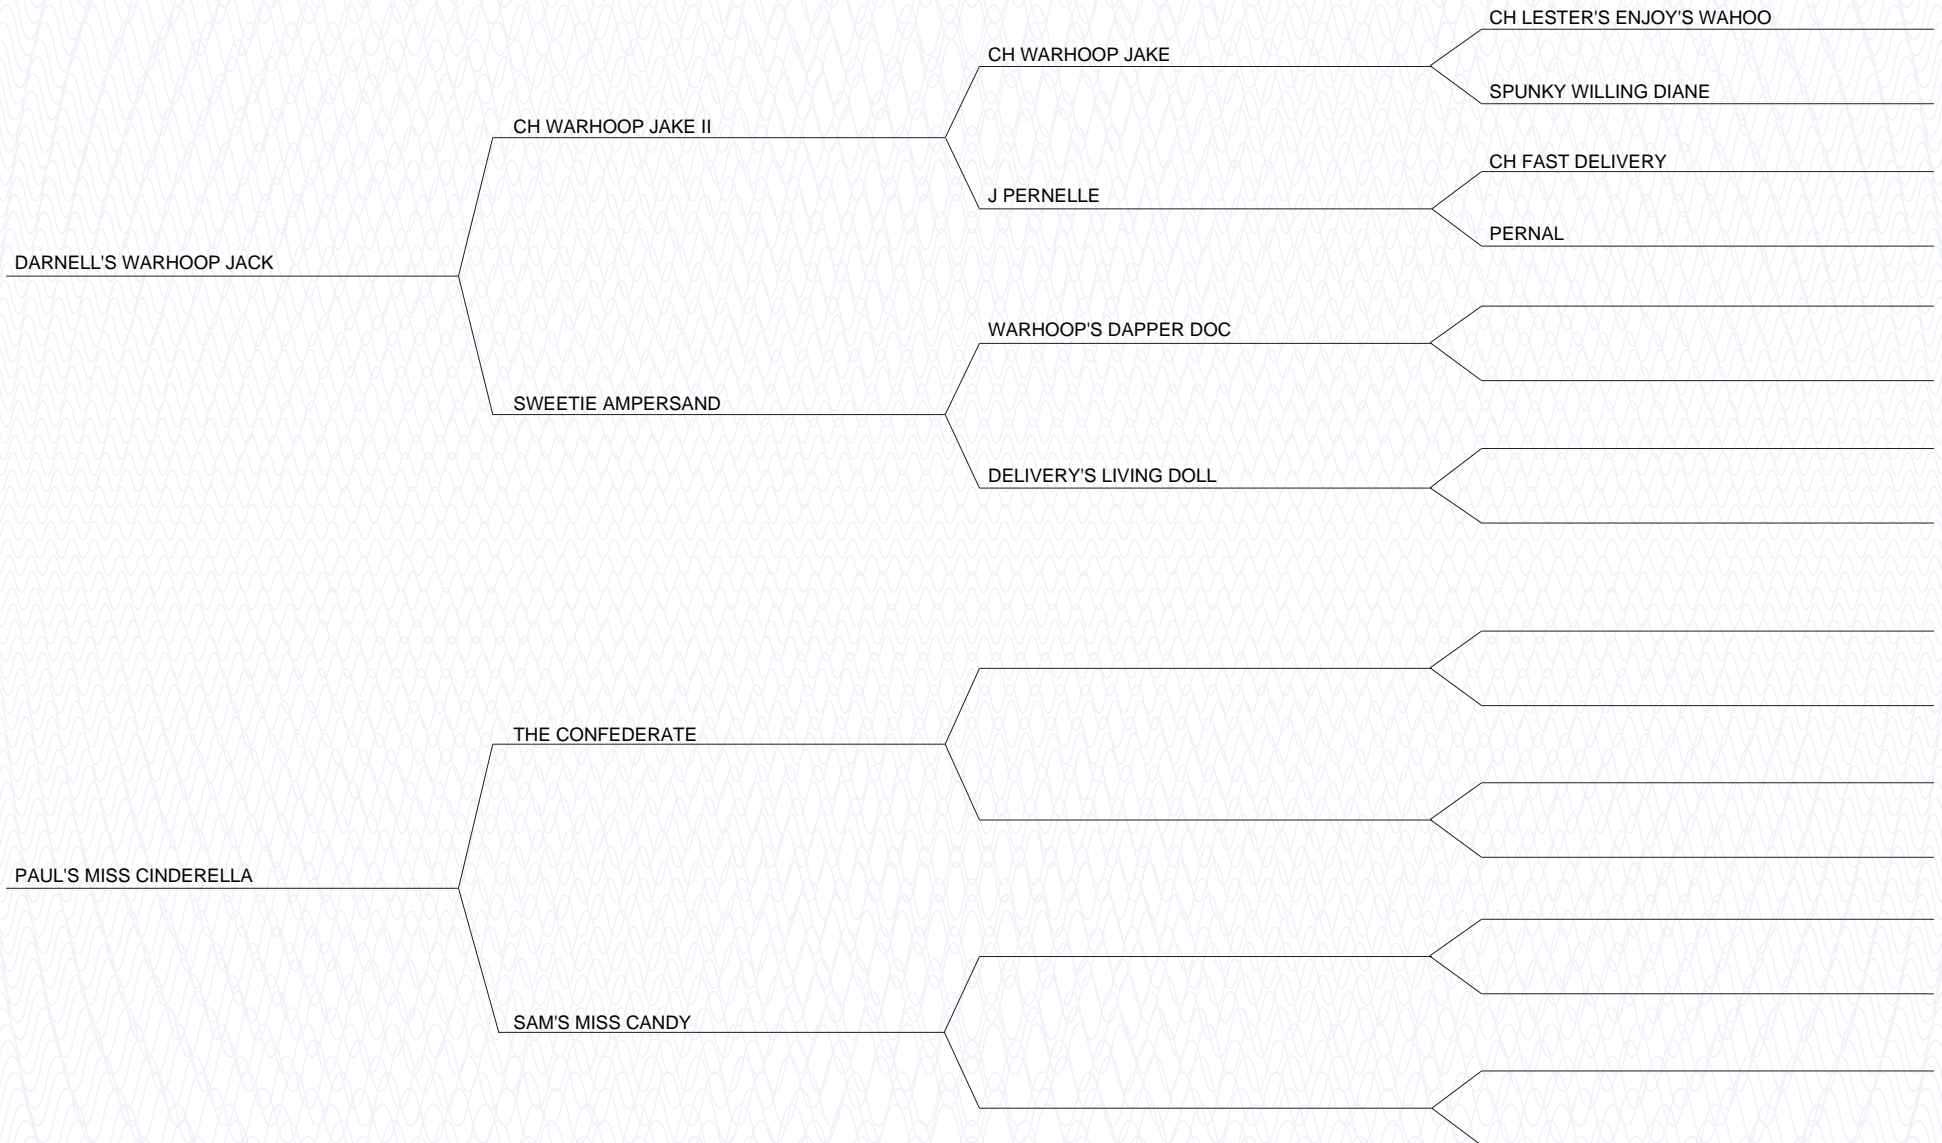 CH LESTER'S ENJOY'S WAHOO
CH WARHOOP JAKE
SPUNKY WILLING DIANE
CH WARHOOP JAKE II
CH FAST DELIVERY
J PERNELLE
PERNAL
DARNELL'S WARHOOP JACK
WARHOOP'S DAPPER DOC
SWEETIE AMPERSAND
DELIVERY'S LIVING DOLL
THE CONFEDERATE
PAUL'S MISS CINDERELLA
SAM'S MISS CANDY